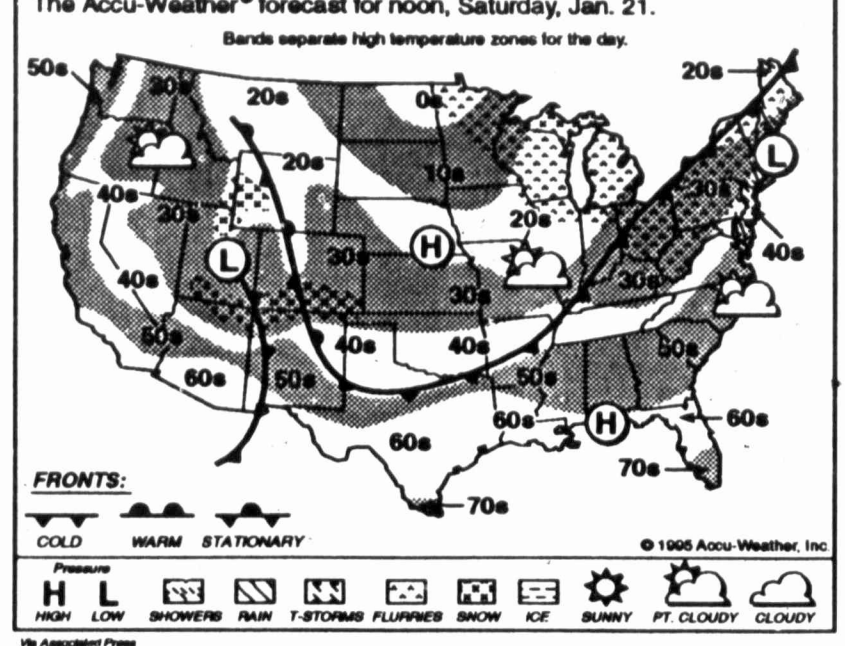 The Accu-Weather® forecast for noon, Saturday, Jan. 21.
Bands separate high temperature zones for the day.
50s
30s
20s
0s
20s
20s
10s
L
40s
30s
20s
30s
H
40s
L
30s
40s
30s
30s
50s
40s
40s
50s
60s
50s
50s
60s
H
60s
60s
70s
70s
FRONTS:
COLD WARM STATIONARY
© 1995 Accu-Weather, Inc.
Pressure
H L
HIGH LOW SHOWERS RAIN T-STORMS FLURRIES SNOW ICE SUNNY PT. CLOUDY CLOUDY
Via Associated Press